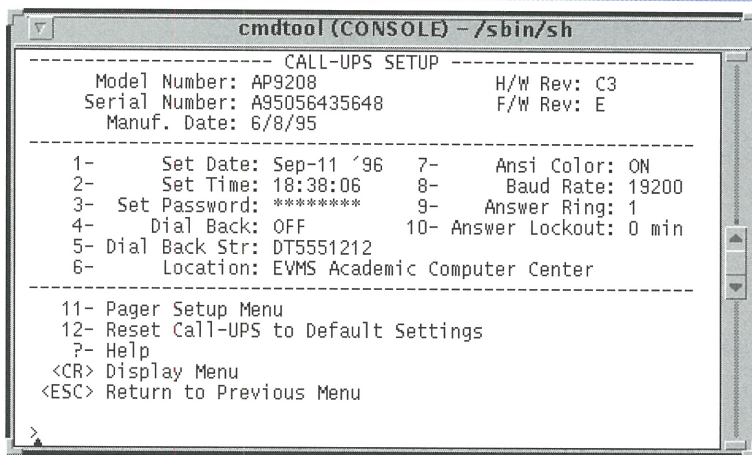 cmdtool (CONSOLE) – /sbin/sh
----------------------- CALL-UPS SETUP -----------------------
Model Number: AP9208 H/W Rev: C3
Serial Number: A95056435648 F/W Rev: E
Manuf. Date: 6/8/95
1- Set Date: Sep-11 ´96 7- Ansi Color: ON
2- Set Time: 18:38:06 8- Baud Rate: 19200
3- Set Password: ******** 9- Answer Ring: 1
4- Dial Back: OFF 10- Answer Lockout: 0 min
5- Dial Back Str: DT5551212
6- Location: EVMS Academic Computer Center
11- Pager Setup Menu
12- Reset Call-UPS to Default Settings
?- Help
<CR> Display Menu
<ESC> Return to Previous Menu
>